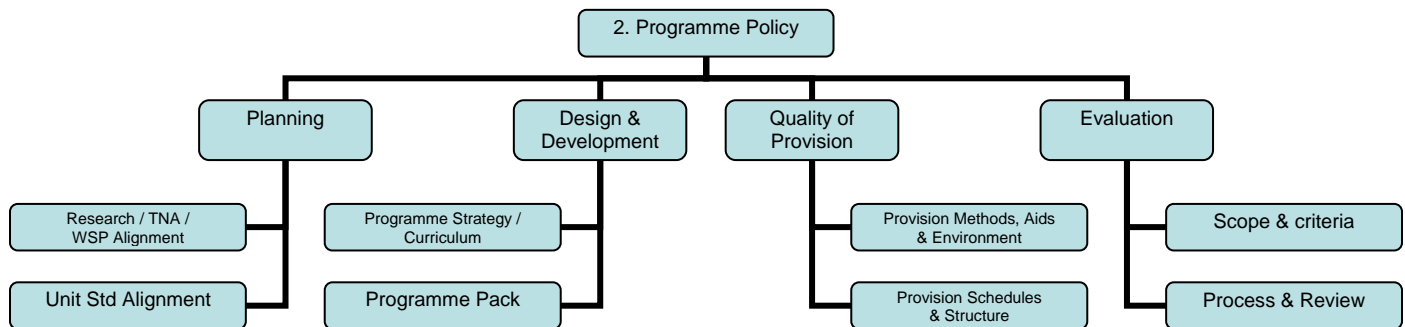 2. Programme Policy
Planning
Design &
Development
Quality of
Provision
Evaluation
Research / TNA /
WSP Alignment
Programme Strategy /
Curriculum
Provision Methods, Aids
& Environment
Scope & criteria
Unit Std Alignment
Programme Pack
Provision Schedules
& Structure
Process & Review